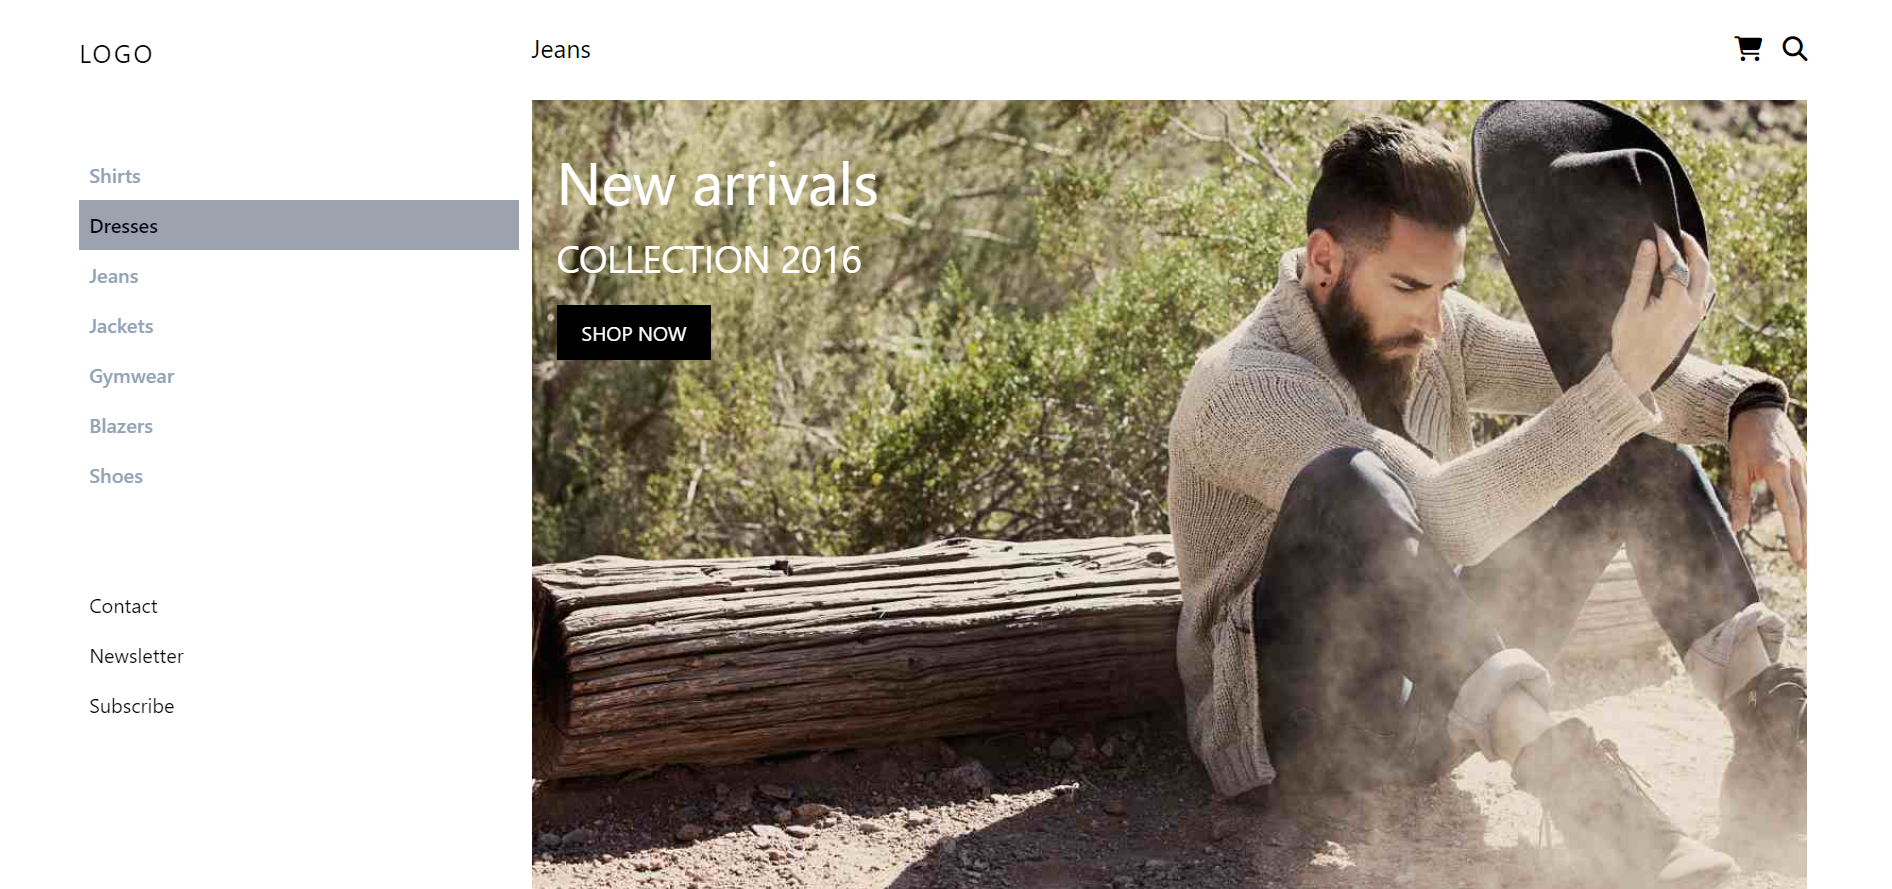 LOGO
Shirts
Dresses
Jeans
Jackets
Gymwear
Blazers
Shoes
Contact
Newsletter
Subscribe
Jeans
New arrivals
COLLECTION 2016
SHOP NOW